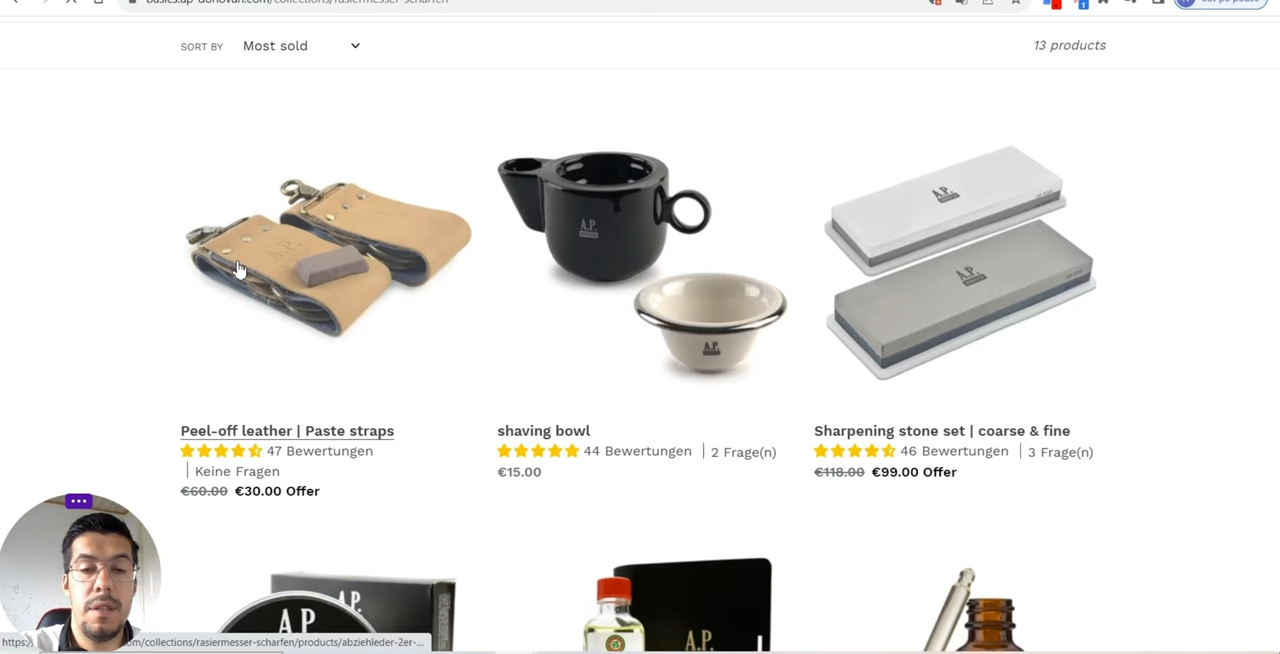 basics.ap-donovan.com/collections/rasiermesser-scharfen
SORT BY Most sold
13 products
A.P.
A.P.
A.P.
A.P.
A.P.
Peel-off leather | Paste straps
47 Bewertungen
| Keine Fragen
€60.00 €30.00 Offer
shaving bowl
44 Bewertungen | 2 Frage(n)
€15.00
Sharpening stone set | coarse & fine
46 Bewertungen | 3 Frage(n)
€118.00 €99.00 Offer
A.P.
A.P.
A.P.
https:/
om/collections/rasiermesser-scharfen/products/abziehleder-2er-...